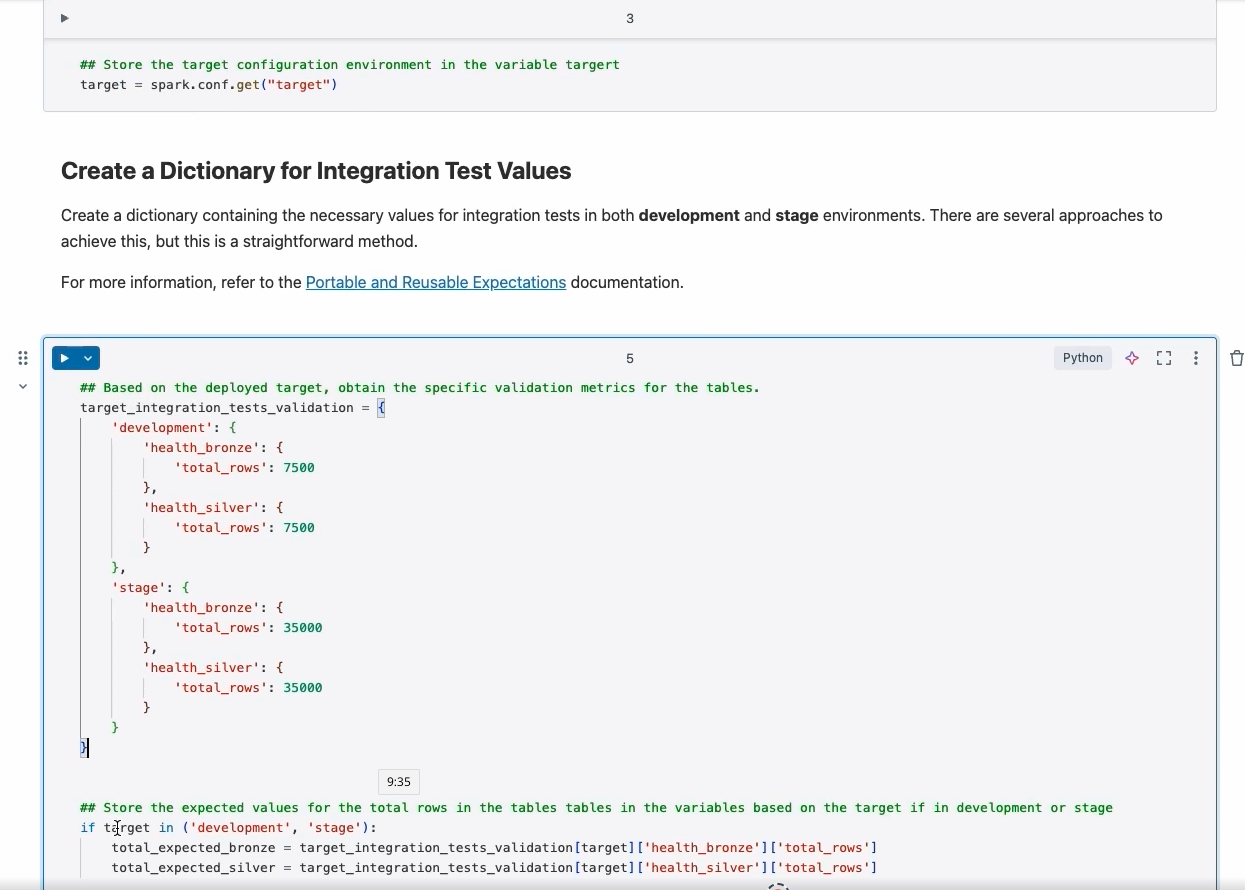 3
## Store the target configuration environment in the variable targert
target = spark.conf.get("target")
Create a Dictionary for Integration Test Values
Create a dictionary containing the necessary values for integration tests in both development and stage environments. There are several approaches to
achieve this, but this is a straightforward method.
For more information, refer to the Portable and Reusable Expectations documentation.
5
Python
## Based on the deployed target, obtain the specific validation metrics for the tables.
target_integration_tests_validation = {
    'development': {
        'health_bronze': {
            'total_rows': 7500
        },
        'health_silver': {
            'total_rows': 7500
        }
    },
    'stage': {
        'health_bronze': {
            'total_rows': 35000
        },
        'health_silver': {
            'total_rows': 35000
        }
    }
}
9:35
## Store the expected values for the total rows in the tables tables in the variables based on the target if in development or stage
if target in ('development', 'stage'):
    total_expected_bronze = target_integration_tests_validation[target]['health_bronze']['total_rows']
    total_expected_silver = target_integration_tests_validation[target]['health_silver']['total_rows']